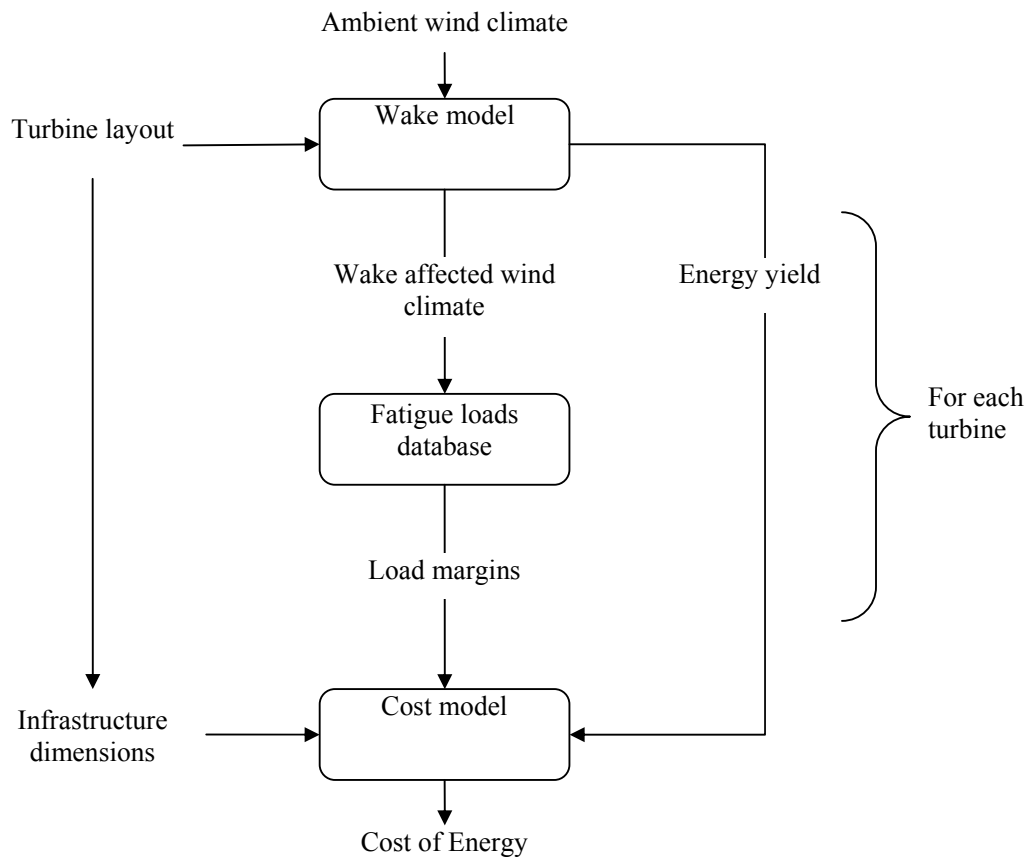 Ambient wind climate
Turbine layout
Wake model
Wake affected wind
climate
Energy yield
For each
turbine
Fatigue loads
database
Load margins
Infrastructure
dimensions
Cost model
Cost of Energy